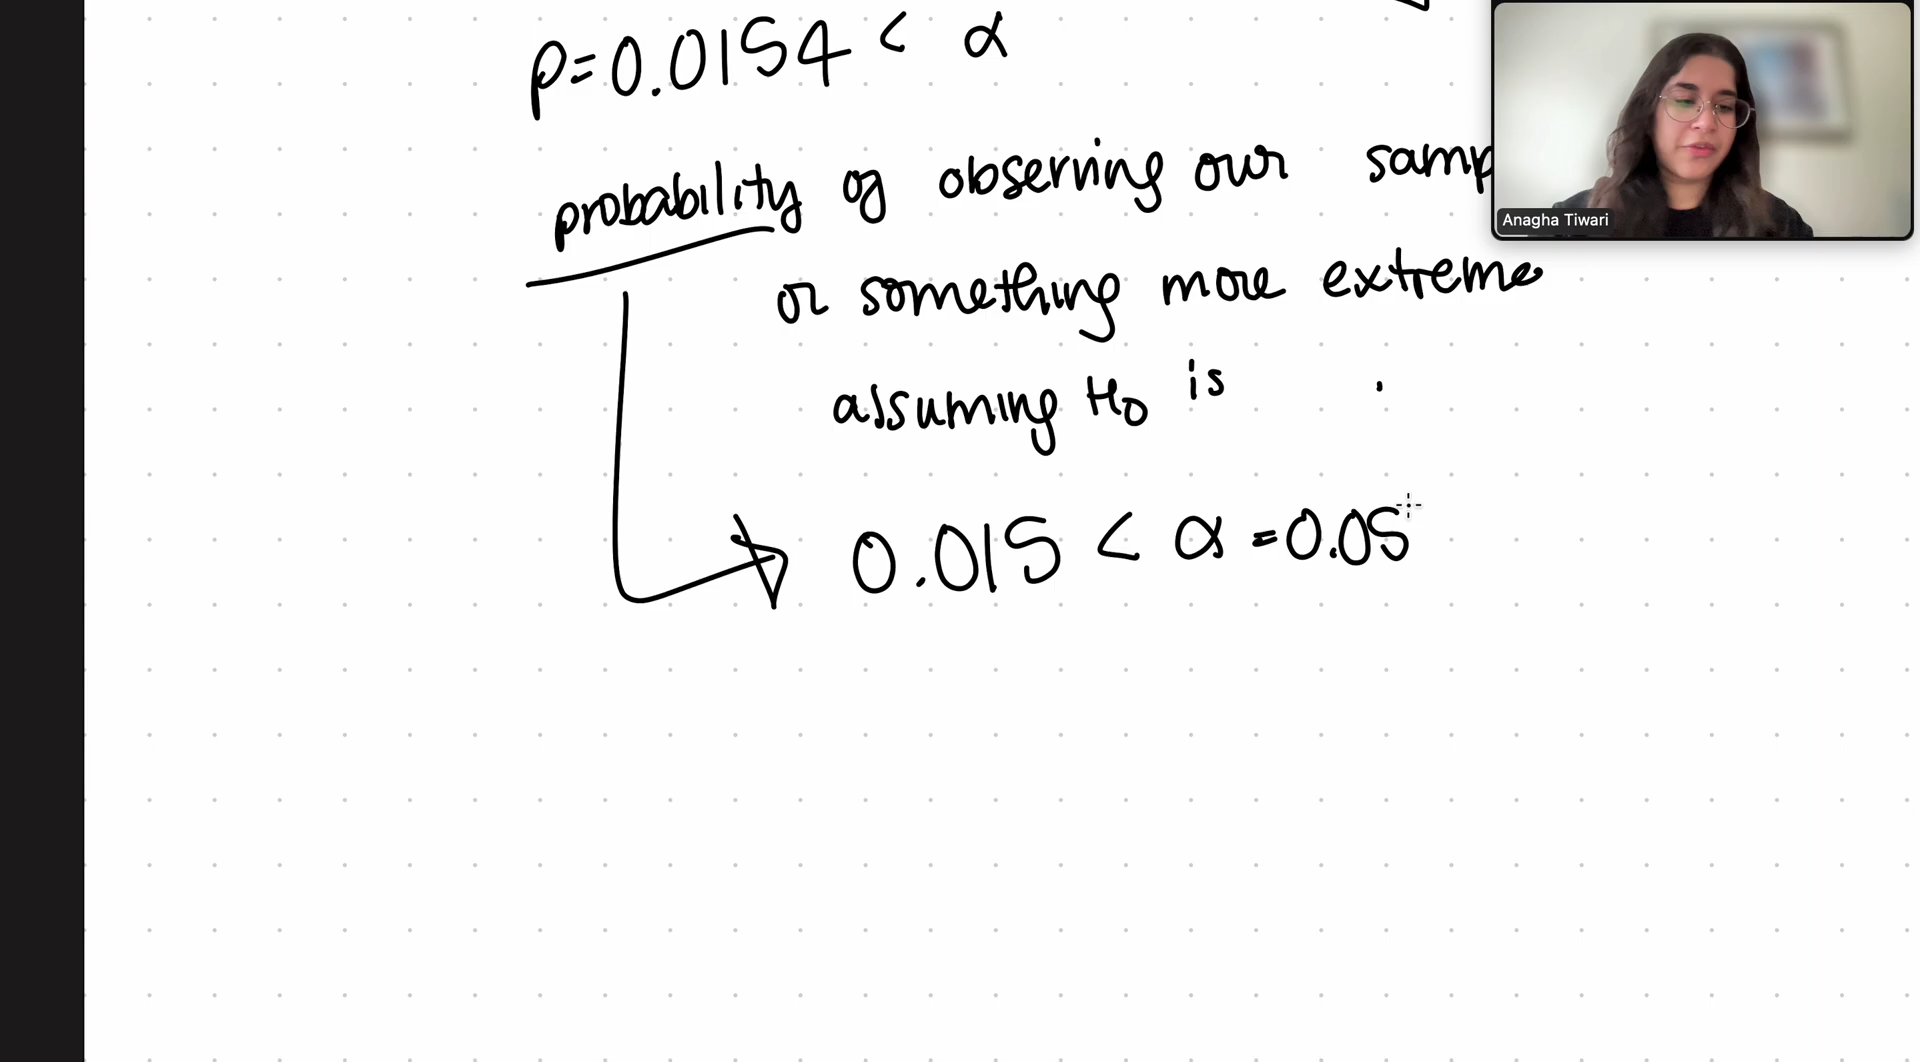 p=0.0154 < α
probability of observing our samp
Anagha Tiwari
or something more extreme
assuming H₀ is
0.015 < α = 0.05